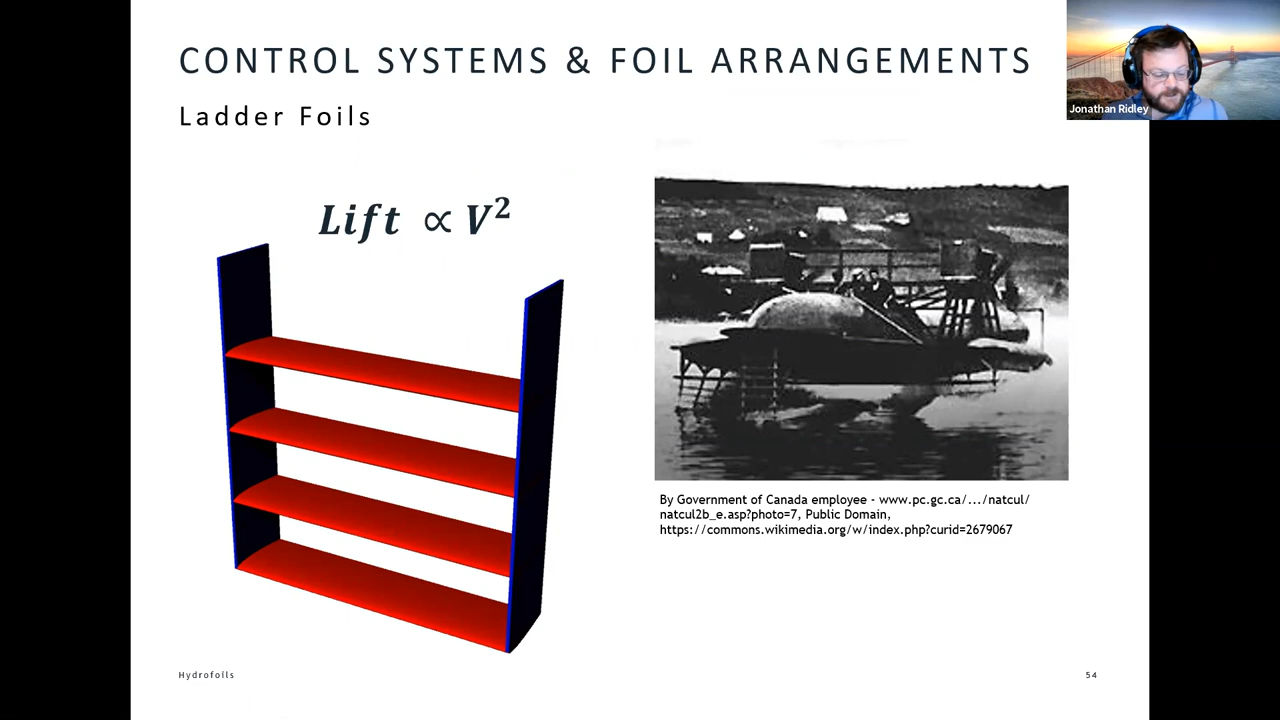 CONTROL SYSTEMS & FOIL ARRANGEMENTS
Jonathan Ridley
Ladder Foils
Lift ∝ V²
By Government of Canada employee - www.pc.gc.ca/.../natcul/
natcul2b_e.asp?photo=7, Public Domain,
https://commons.wikimedia.org/w/index.php?curid=2679067
Hydrofoils
54